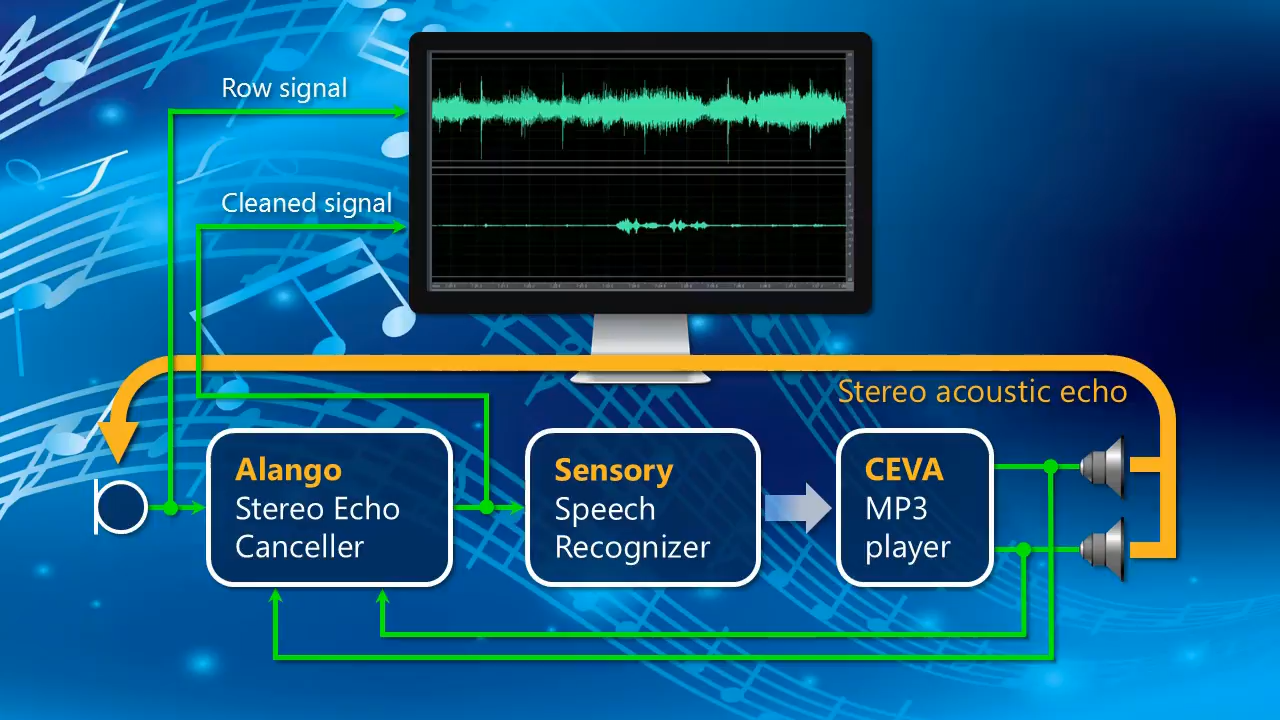 Row signal
Cleaned signal
Stereo acoustic echo
Alango
Stereo Echo
Canceller
Sensory
Speech
Recognizer
CEVA
MP3
player